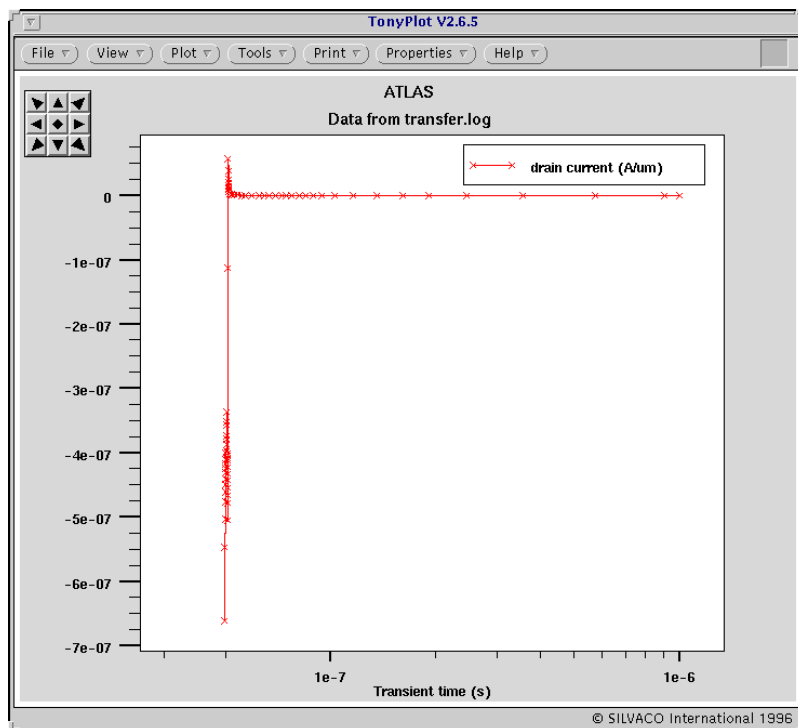 TonyPlot V2.6.5
File View Plot Tools Print Properties Help
ATLAS
Data from transfer.log
drain current (A/um)
0
-1e-07
-2e-07
-3e-07
-4e-07
-5e-07
-6e-07
-7e-07
1e-7 1e-6
Transient time (s)
© SILVACO International 1996